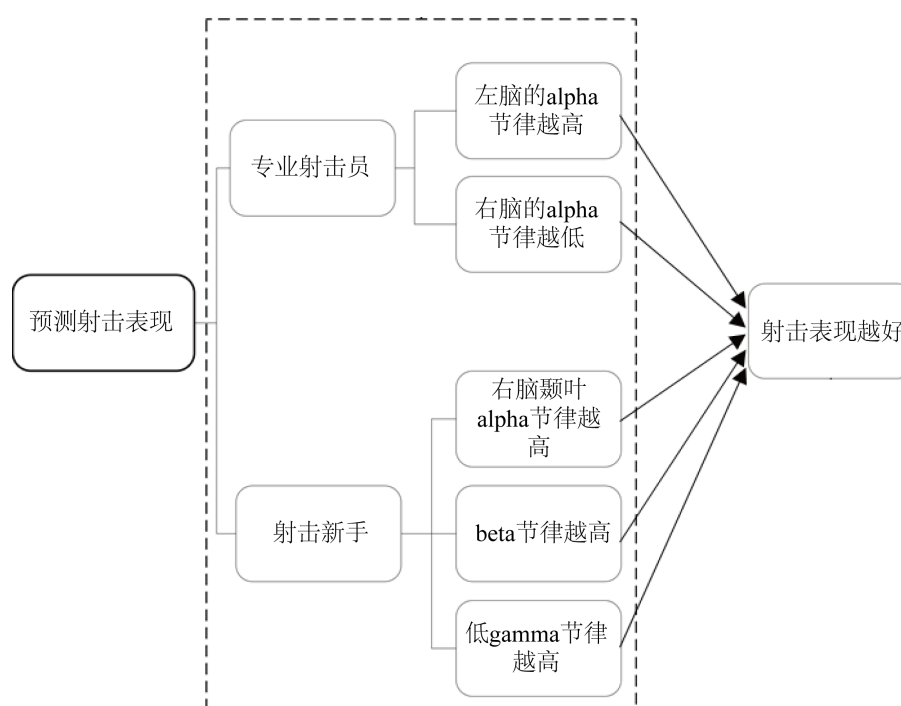 左脑的alpha
节律越高
专业射击员
右脑的alpha
节律越低
预测射击表现
射击表现越好
右脑颞叶
alpha节律越
高
射击新手
beta节律越高
低gamma节律
越高